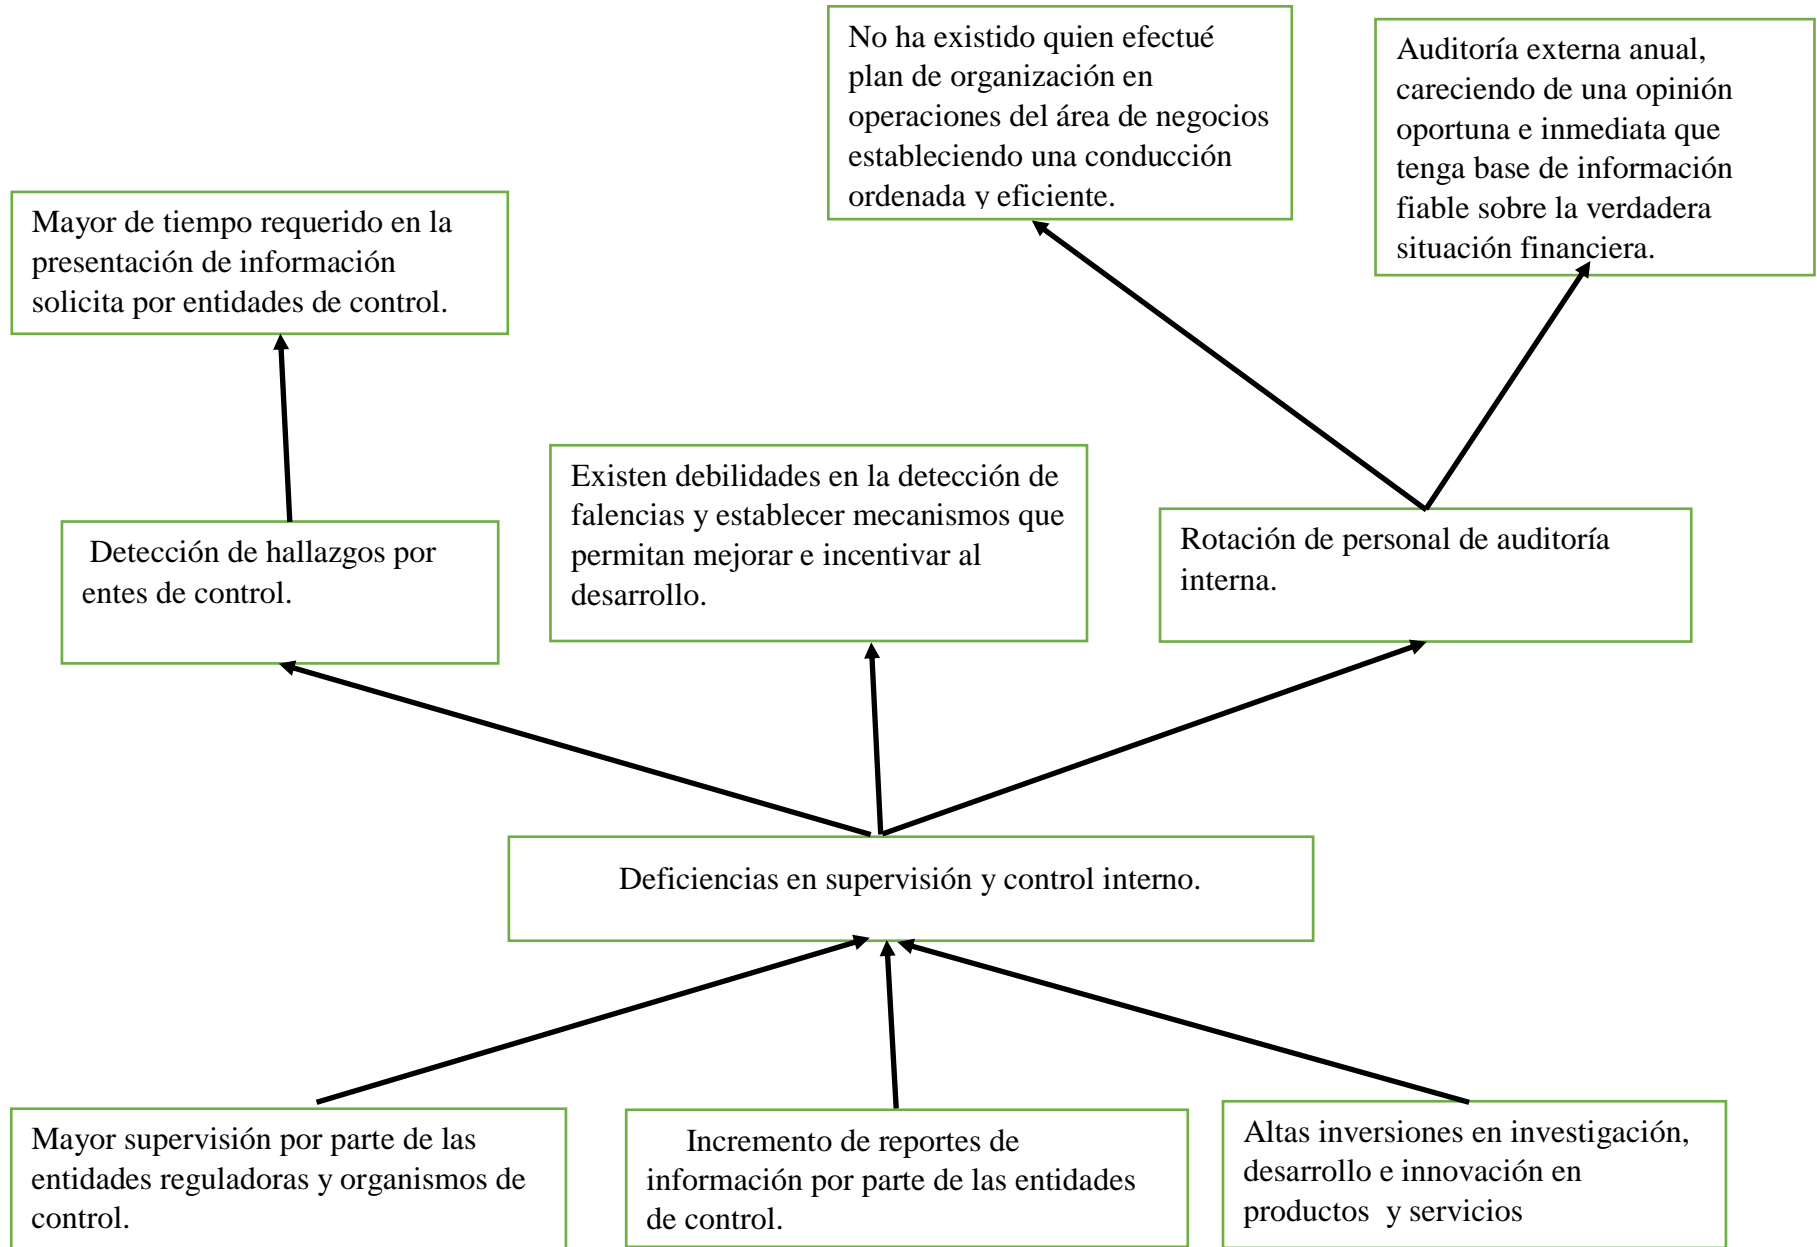 No ha existido quien efectué
plan de organización en
operaciones del área de negocios
estableciendo una conducción
ordenada y eficiente.
Auditoría externa anual,
careciendo de una opinión
oportuna e inmediata que
tenga base de información
fiable sobre la verdadera
situación financiera.
Mayor de tiempo requerido en la
presentación de información
solicita por entidades de control.
Existen debilidades en la detección de
falencias y establecer mecanismos que
permitan mejorar e incentivar al
desarrollo.
Detección de hallazgos por
entes de control.
Rotación de personal de auditoría
interna.
Deficiencias en supervisión y control interno.
Mayor supervisión por parte de las
entidades reguladoras y organismos de
control.
Incremento de reportes de
información por parte de las entidades
de control.
Altas inversiones en investigación,
desarrollo e innovación en
productos  y servicios